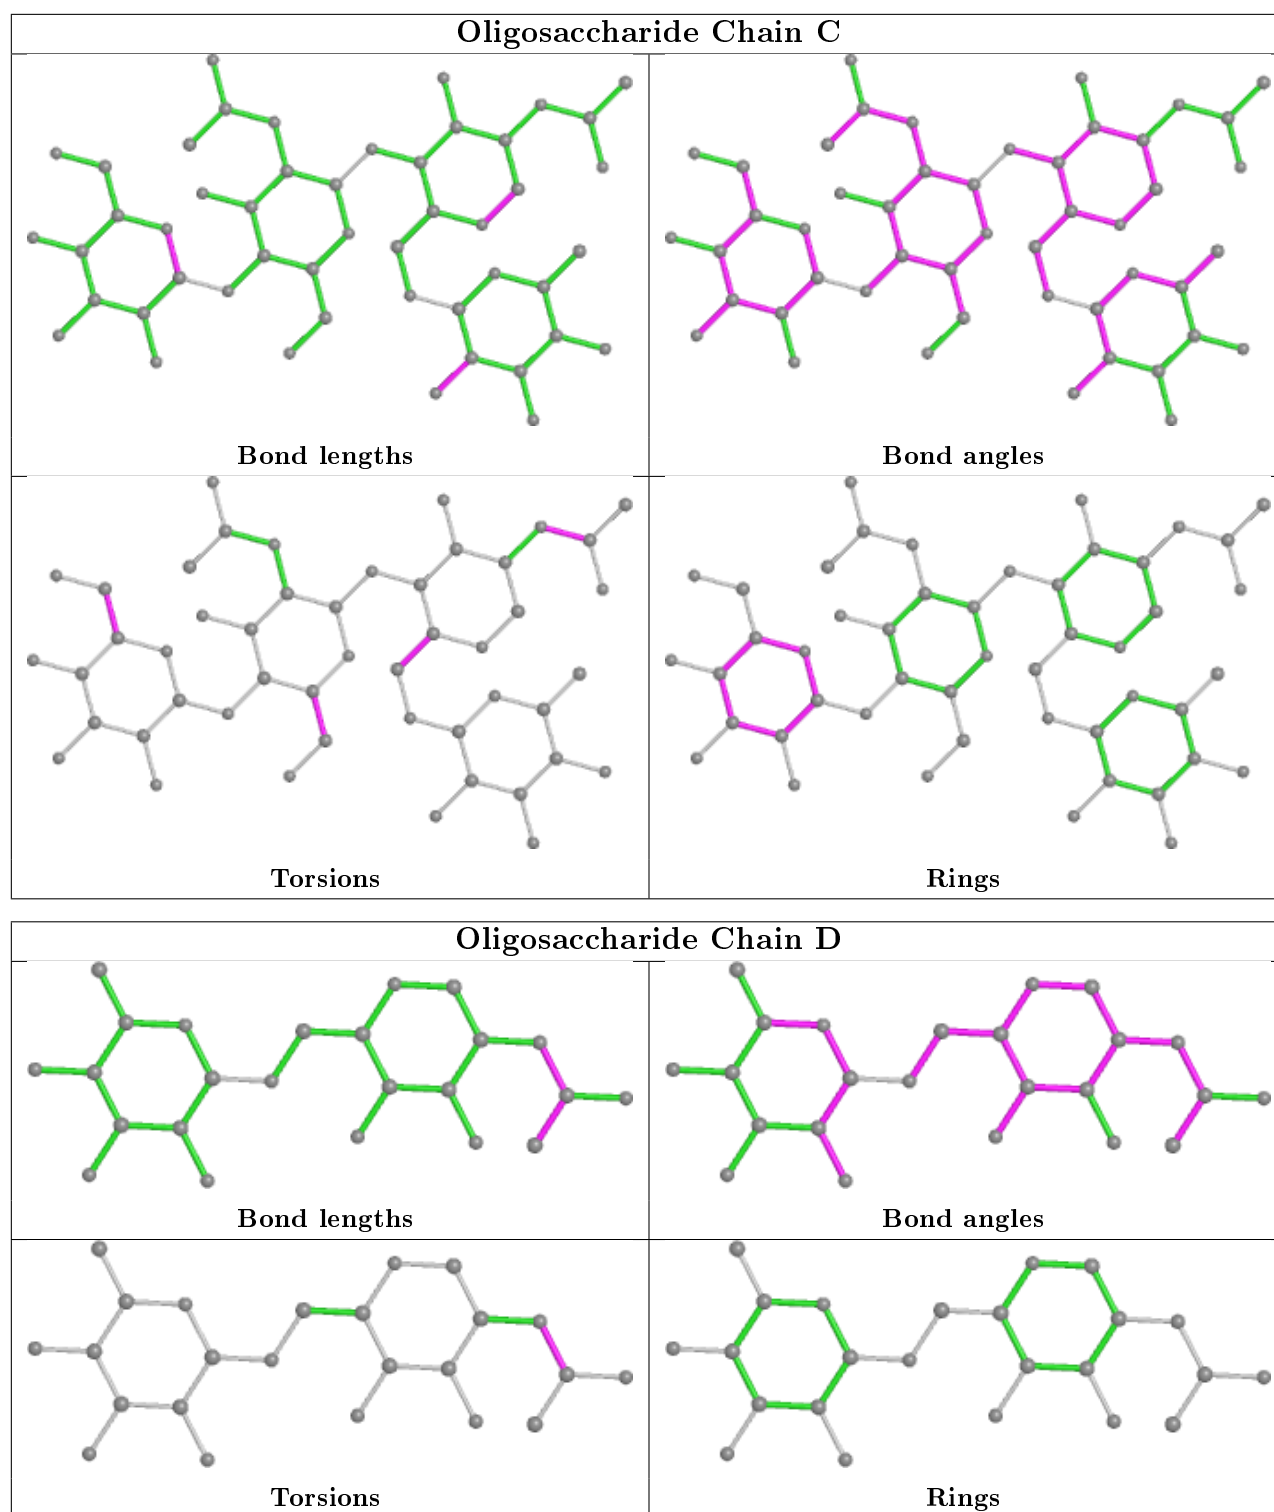 Oligosaccharide Chain C
Bond lengths
Bond angles
Torsions
Rings
Oligosaccharide Chain D
Bond lengths
Bond angles
Torsions
Rings